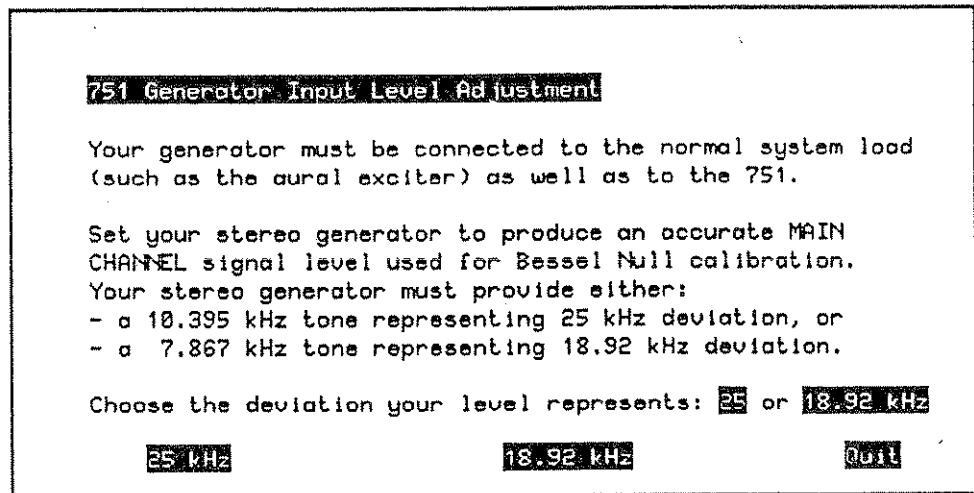 751 Generator Input Level Adjustment
Your generator must be connected to the normal system load
(such as the aural exciter) as well as to the 751.
Set your stereo generator to produce an accurate MAIN
CHANNEL signal level used for Bessel Null calibration.
Your stereo generator must provide either:
- a 10.395 kHz tone representing 25 kHz deviation, or
- a 7.867 kHz tone representing 18.92 kHz deviation.
Choose the deviation your level represents: 25 or 18.92 kHz
25 kHz 18.92 kHz Quit